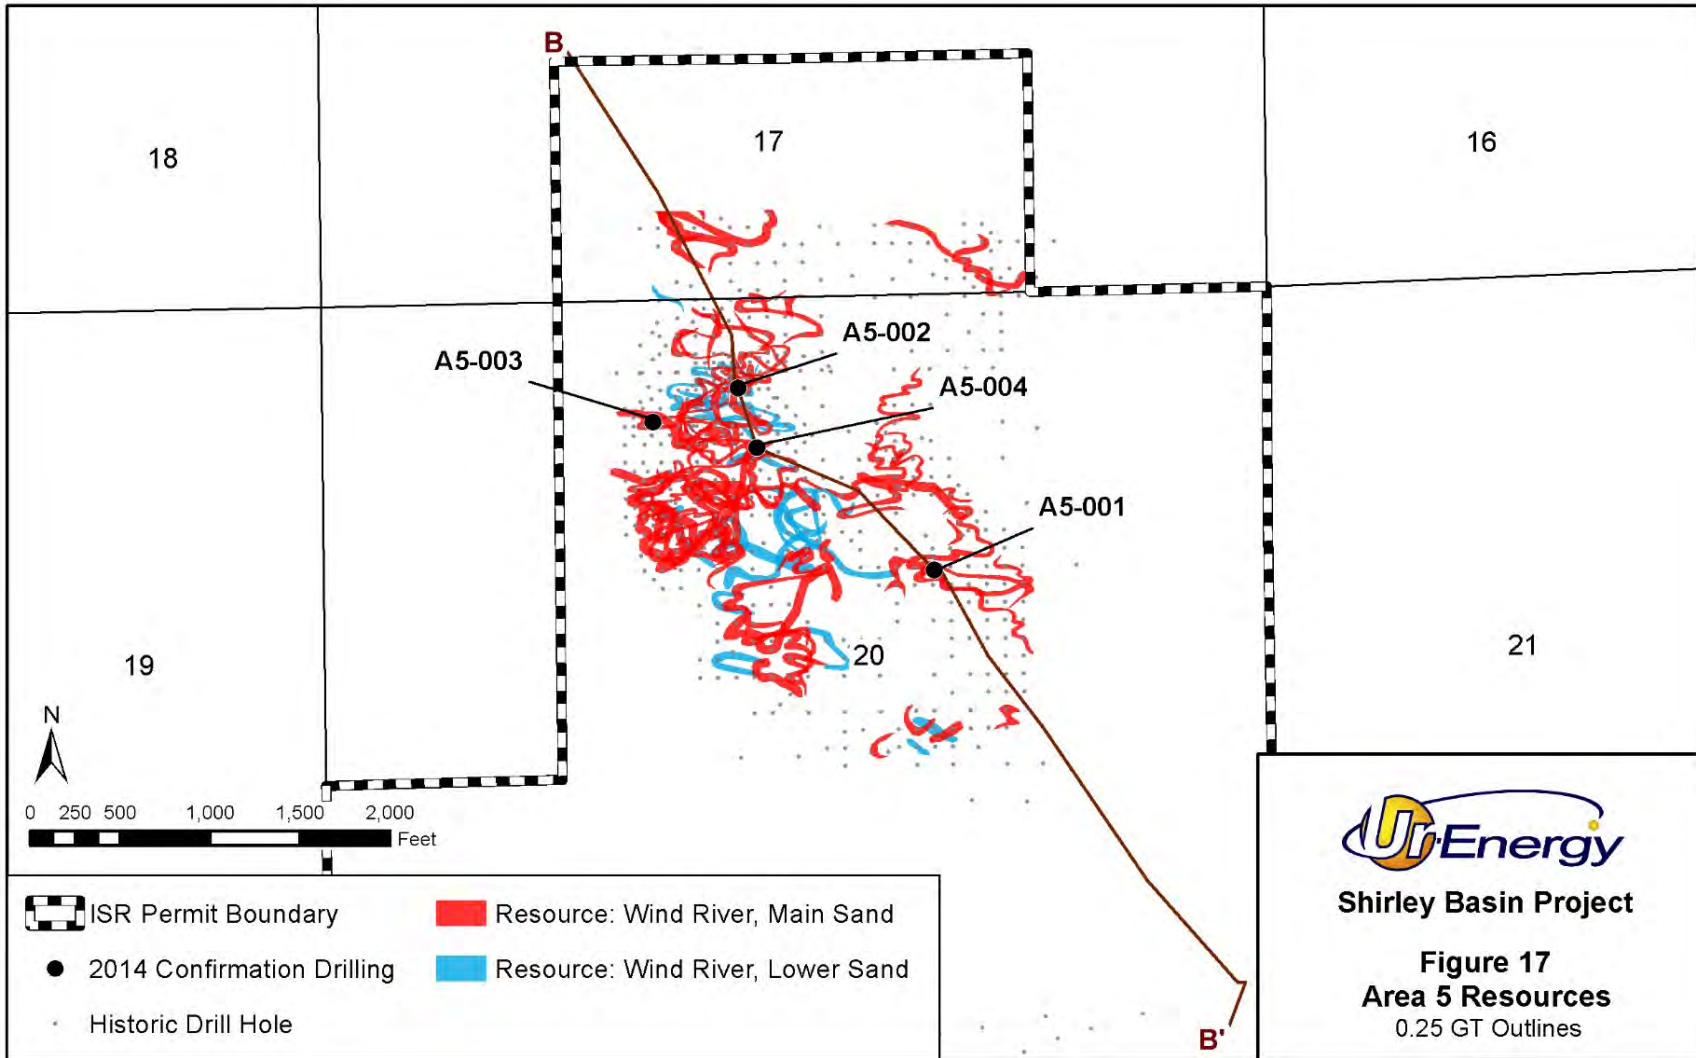 B
18
17
16
A5-002
A5-003
A5-004
A5-001
20
19
21
N
0 250 500 1,000 1,500 2,000
Feet
ISR Permit Boundary
Resource: Wind River, Main Sand
2014 Confirmation Drilling
Resource: Wind River, Lower Sand
Historic Drill Hole
B'
Ur-Energy
Shirley Basin Project
Figure 17
Area 5 Resources
0.25 GT Outlines